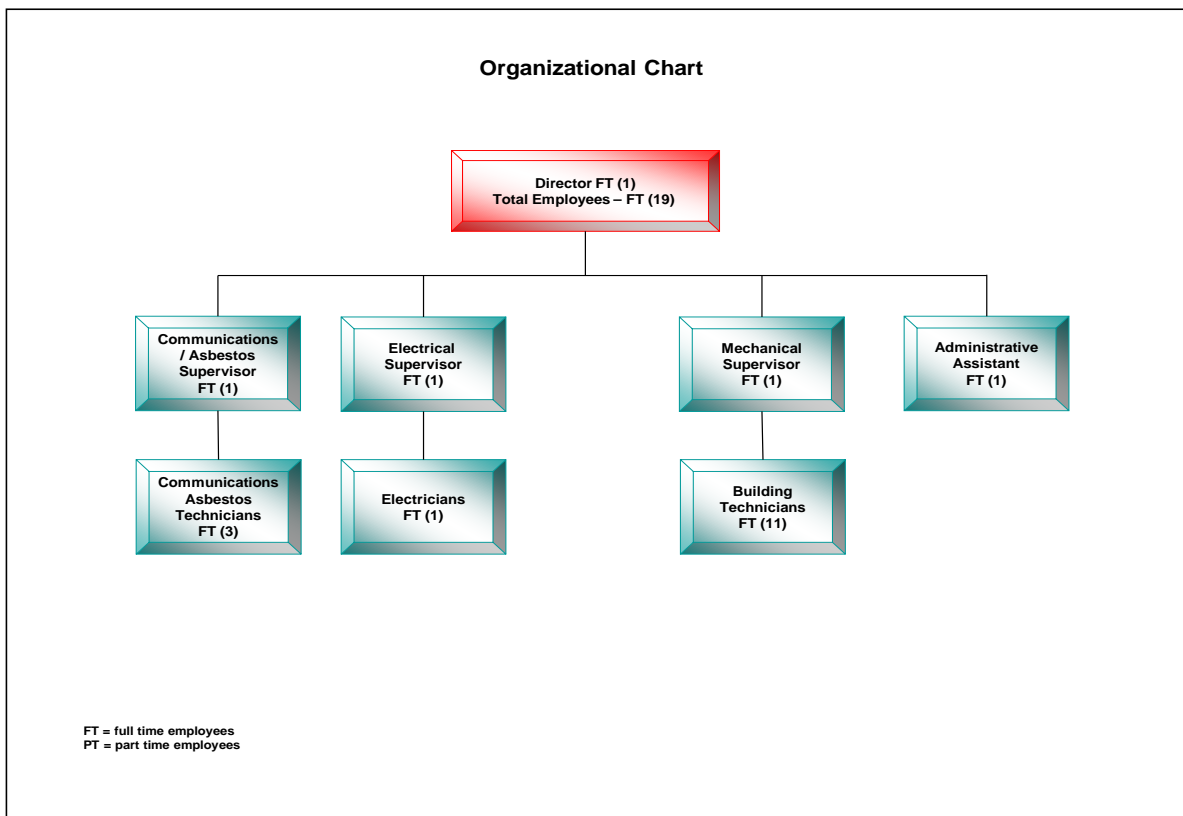 Organizational Chart
Director FT (1)
Total Employees – FT (19)
Communications
/ Asbestos
Supervisor
FT (1)
Electrical
Supervisor
FT (1)
Mechanical
Supervisor
FT (1)
Administrative
Assistant
FT (1)
Communications
Asbestos
Technicians
FT (3)
Electricians
FT (1)
Building
Technicians
FT (11)
FT = full time employees
PT = part time employees